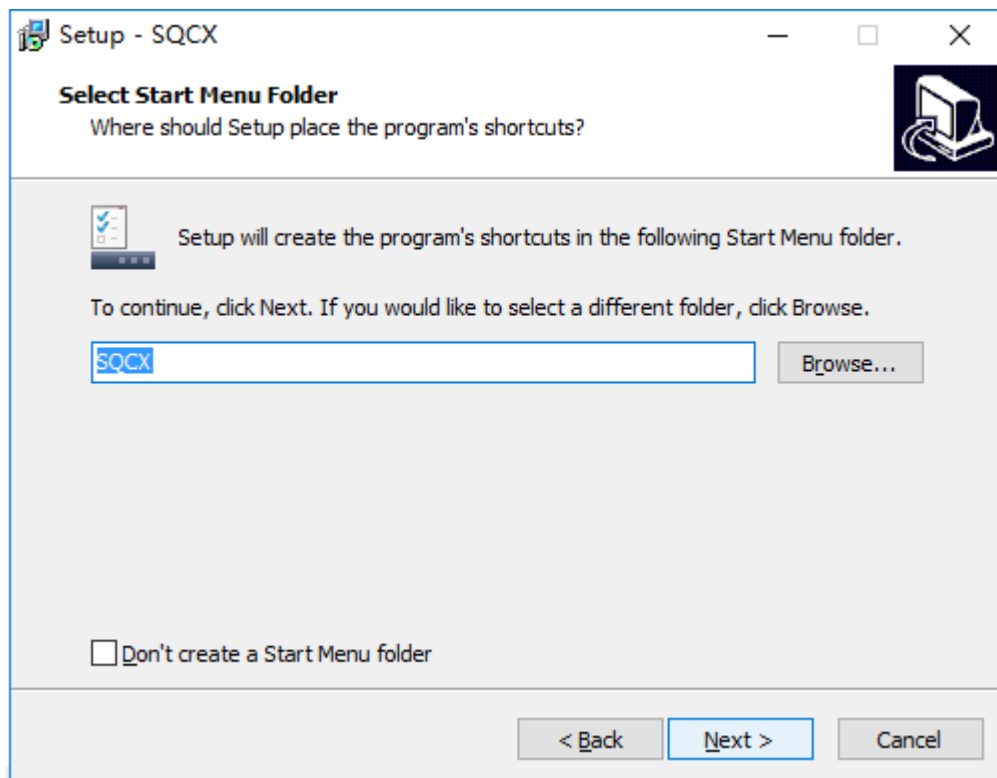 Setup - SQCX
Select Start Menu Folder
Where should Setup place the program's shortcuts?
Setup will create the program's shortcuts in the following Start Menu folder.
To continue, click Next. If you would like to select a different folder, click Browse.
SQCX
Browse...
Don't create a Start Menu folder
< Back
Next >
Cancel